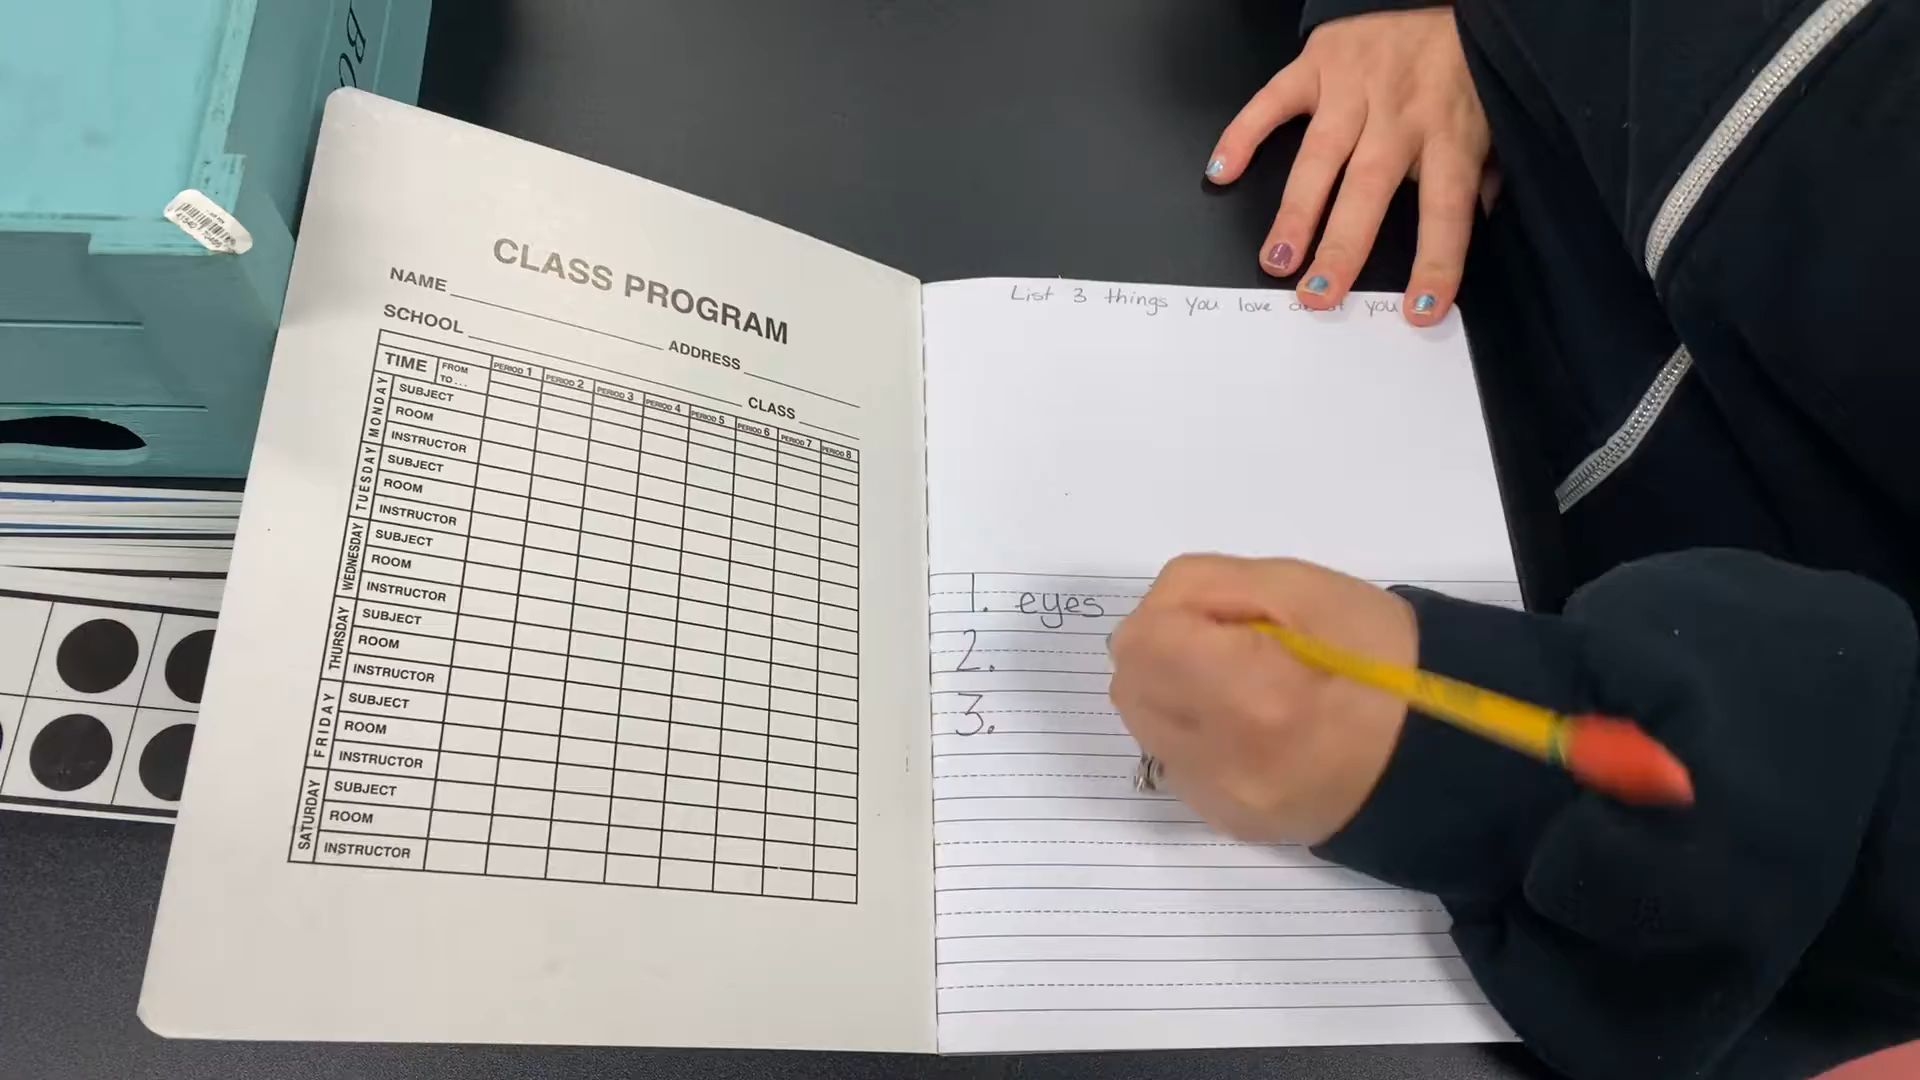 BO
CLASS PROGRAM
NAME
SCHOOL
ADDRESS
CLASS
TIME FROM TO... PERIOD 1 PERIOD 2 PERIOD 3 PERIOD 4 PERIOD 5 PERIOD 6 PERIOD 7 PERIOD 8
MONDAY
SUBJECT
ROOM
INSTRUCTOR
TUESDAY
SUBJECT
ROOM
INSTRUCTOR
WEDNESDAY
SUBJECT
ROOM
INSTRUCTOR
THURSDAY
SUBJECT
ROOM
INSTRUCTOR
FRIDAY
SUBJECT
ROOM
INSTRUCTOR
SATURDAY
SUBJECT
ROOM
INSTRUCTOR
List 3 things you love you
1. eyes
2.
3.